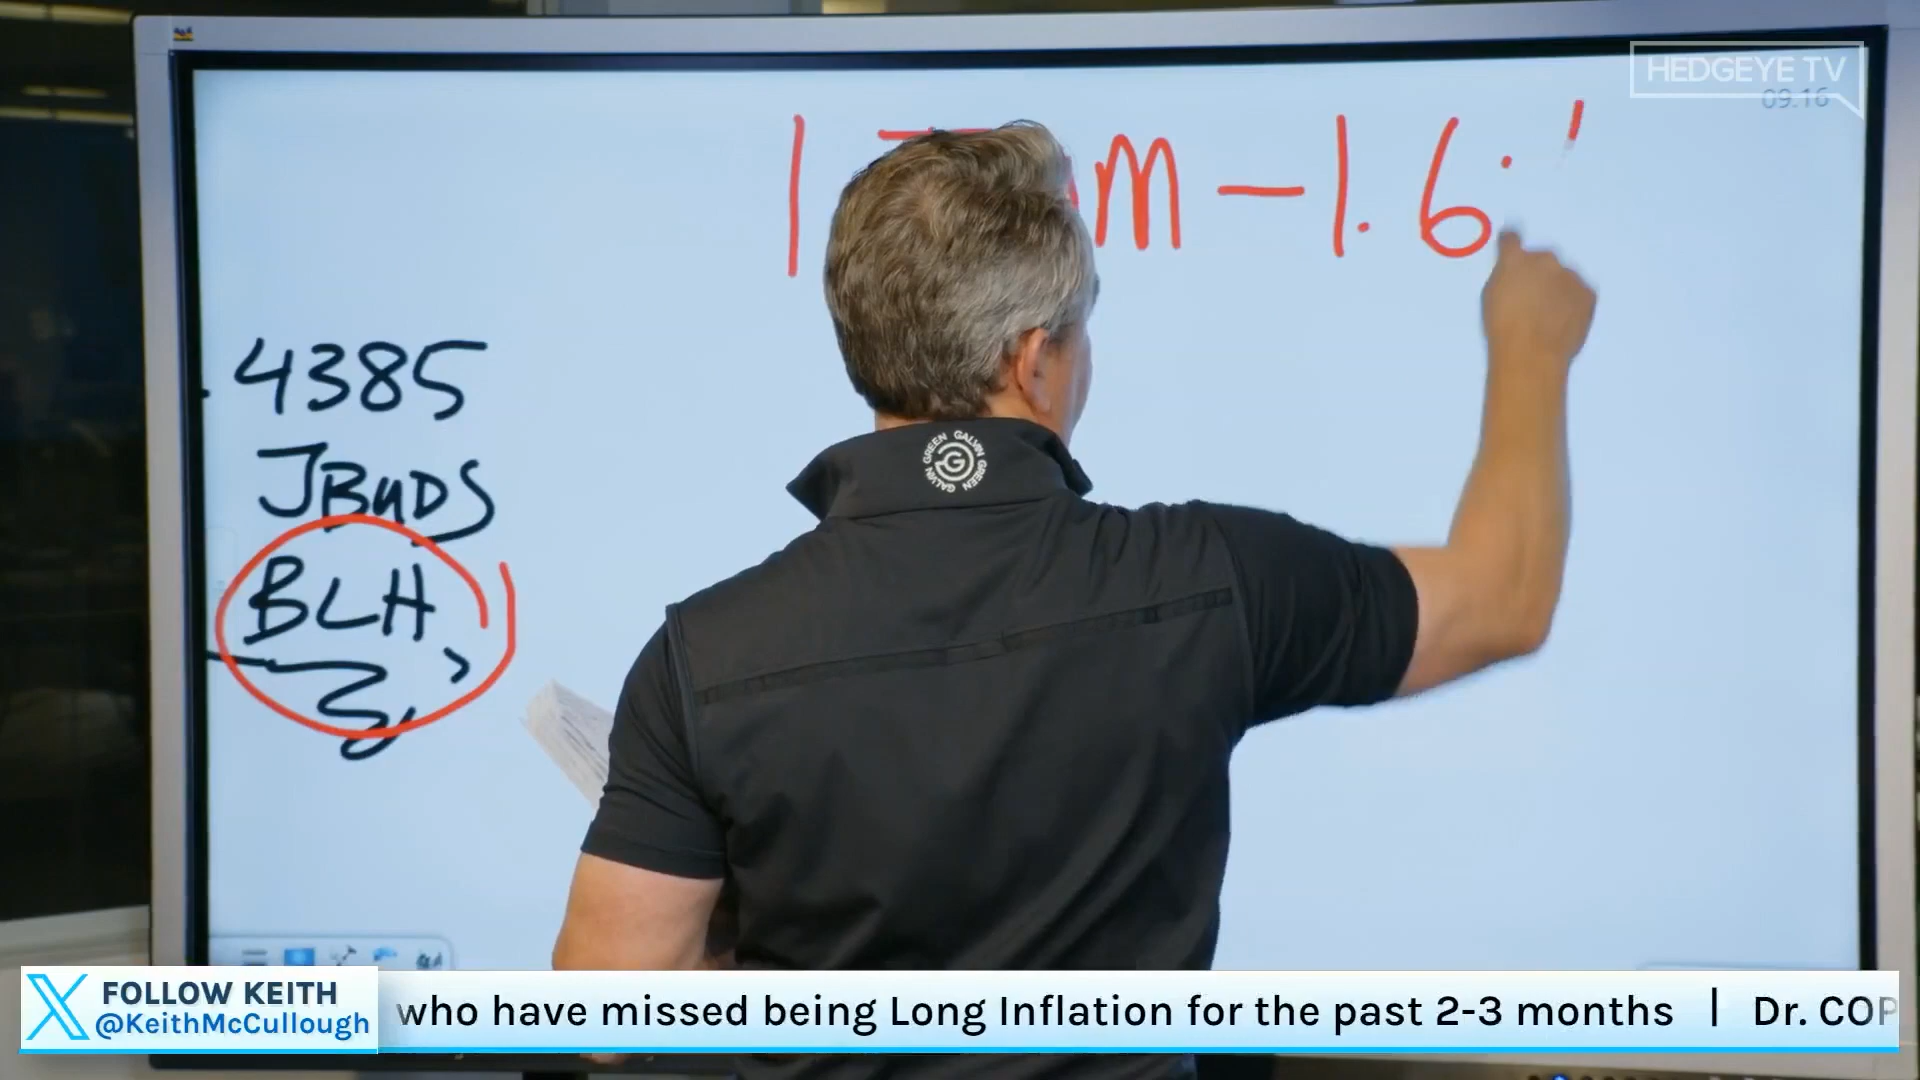 HEDGEYE TV
09.16
m – 1.6
4385
JBUDS
BLH
GALVIN GREEN GALVIN GREEN
G
FOLLOW KEITH
@KeithMcCullough
who have missed being Long Inflation for the past 2-3 months | Dr. COP